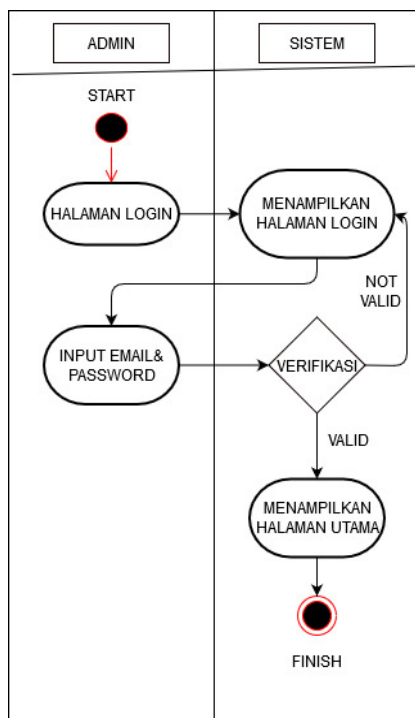 ADMIN
SISTEM
START
HALAMAN LOGIN
MENAMPILKAN
HALAMAN LOGIN
NOT
VALID
INPUT EMAIL&
PASSWORD
VERIFIKASI
VALID
MENAMPILKAN
HALAMAN UTAMA
FINISH